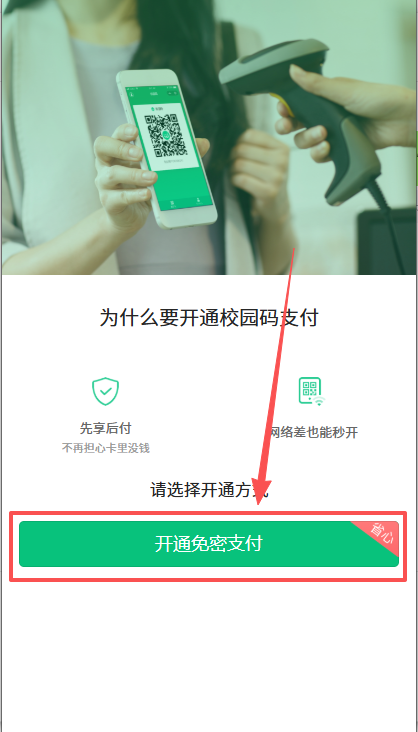 为什么要开通校园码支付
先享后付
不再担心卡里没钱
网络差也能秒开
请选择开通方式
开通免密支付
省心